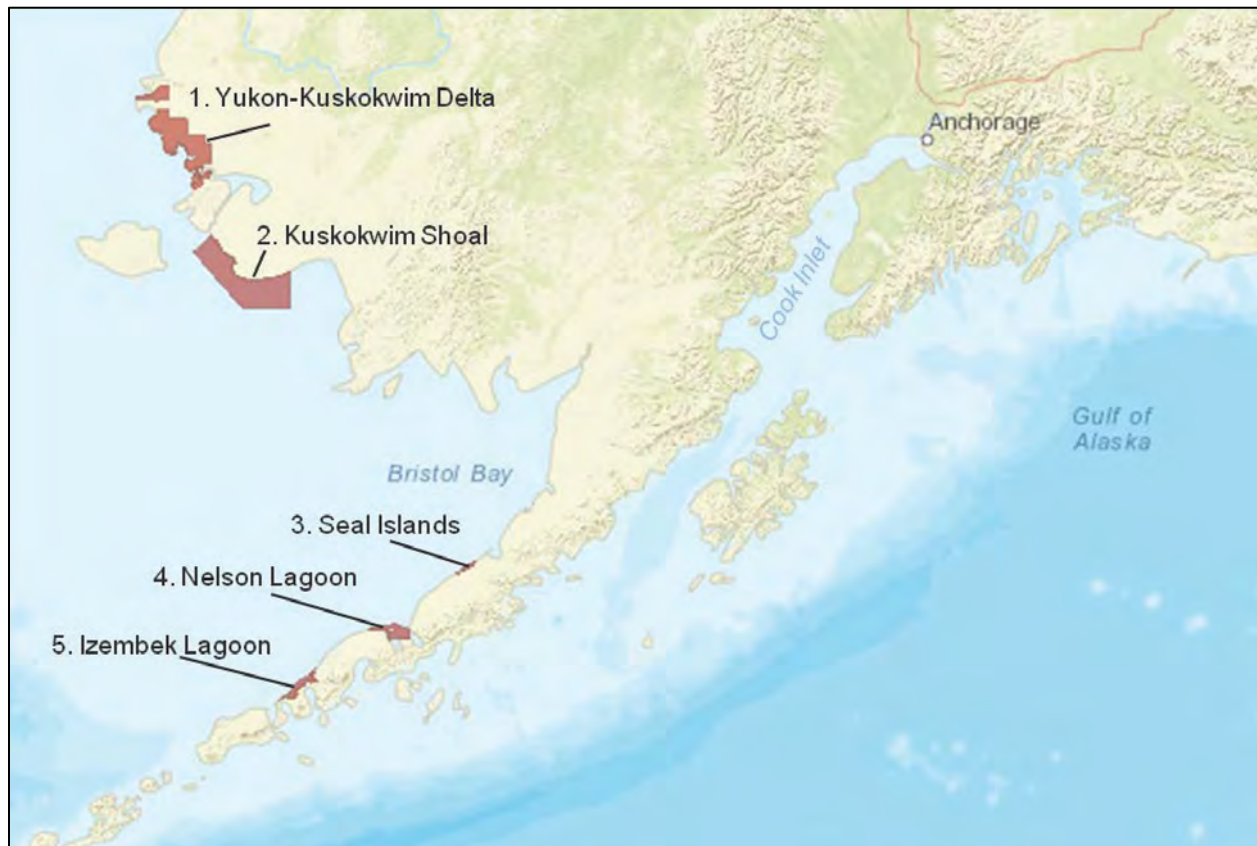 1. Yukon-Kuskokwim Delta
Anchorage
2. Kuskokwim Shoal
Cook Inlet
Gulf of
Alaska
Bristol Bay
3. Seal Islands
4. Nelson Lagoon
5. Izembek Lagoon